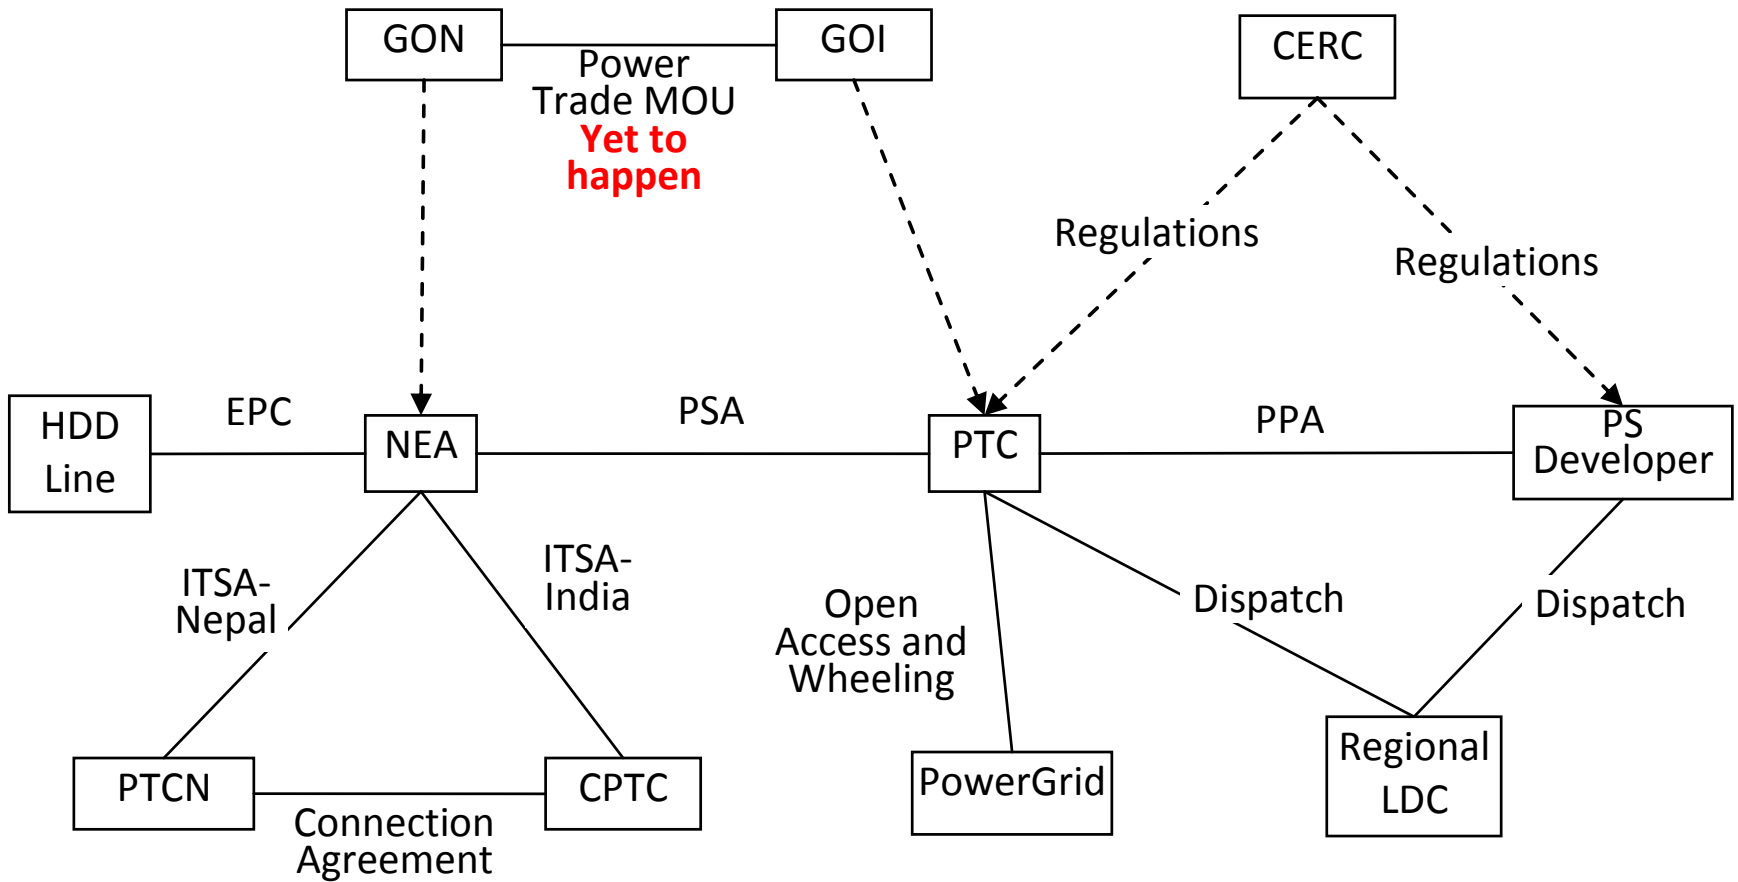 GON
GOI
CERC
Power
Trade MOU
Yet to
happen
Regulations
Regulations
HDD
Line
EPC
NEA
PSA
PTC
PPA
PS
Developer
ITSA-
Nepal
ITSA-
India
Open
Access and
Wheeling
Dispatch
Dispatch
PTCN
CPTC
Connection
Agreement
PowerGrid
Regional
LDC